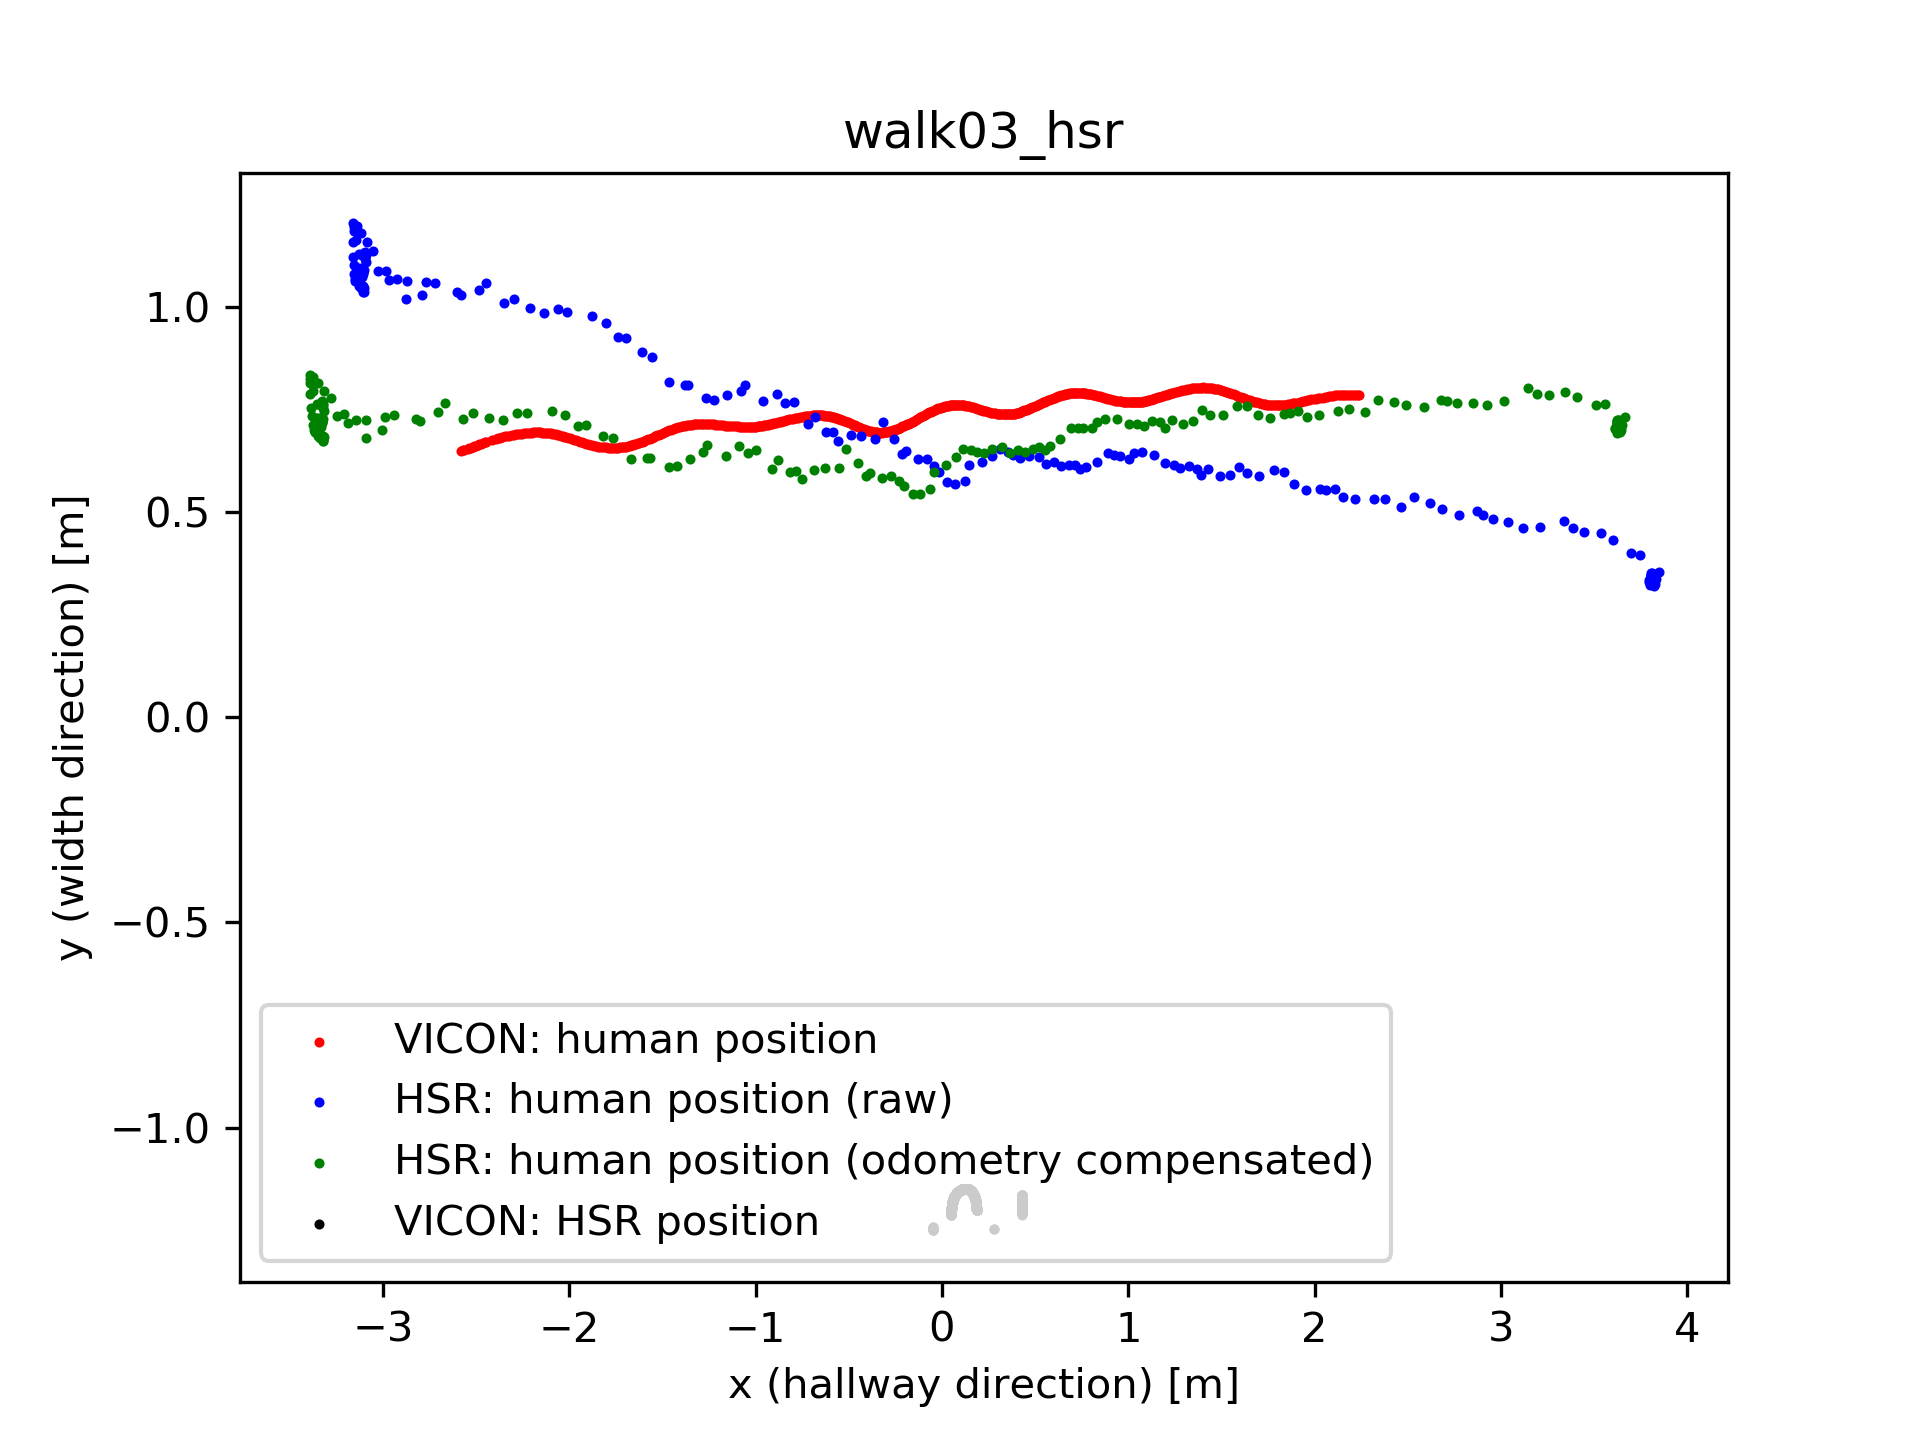 walk03_hsr
1.0
0.5
0.0
−0.5
−1.0
y (width direction) [m]
VICON: human position
HSR: human position (raw)
HSR: human position (odometry compensated)
VICON: HSR position
−3 −2 −1 0 1 2 3 4
x (hallway direction) [m]